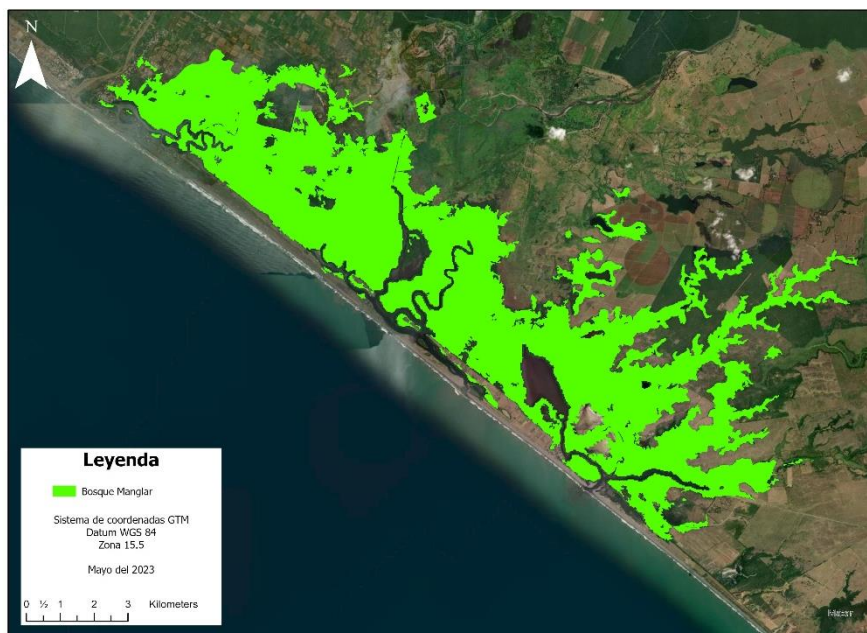 N
Leyenda
Bosque Manglar
Sistema de coordenadas GTM
Datum WGS 84
Zona 15.5
Mayo del 2023
0 ½ 1 2 3 Kilometers
Maxar